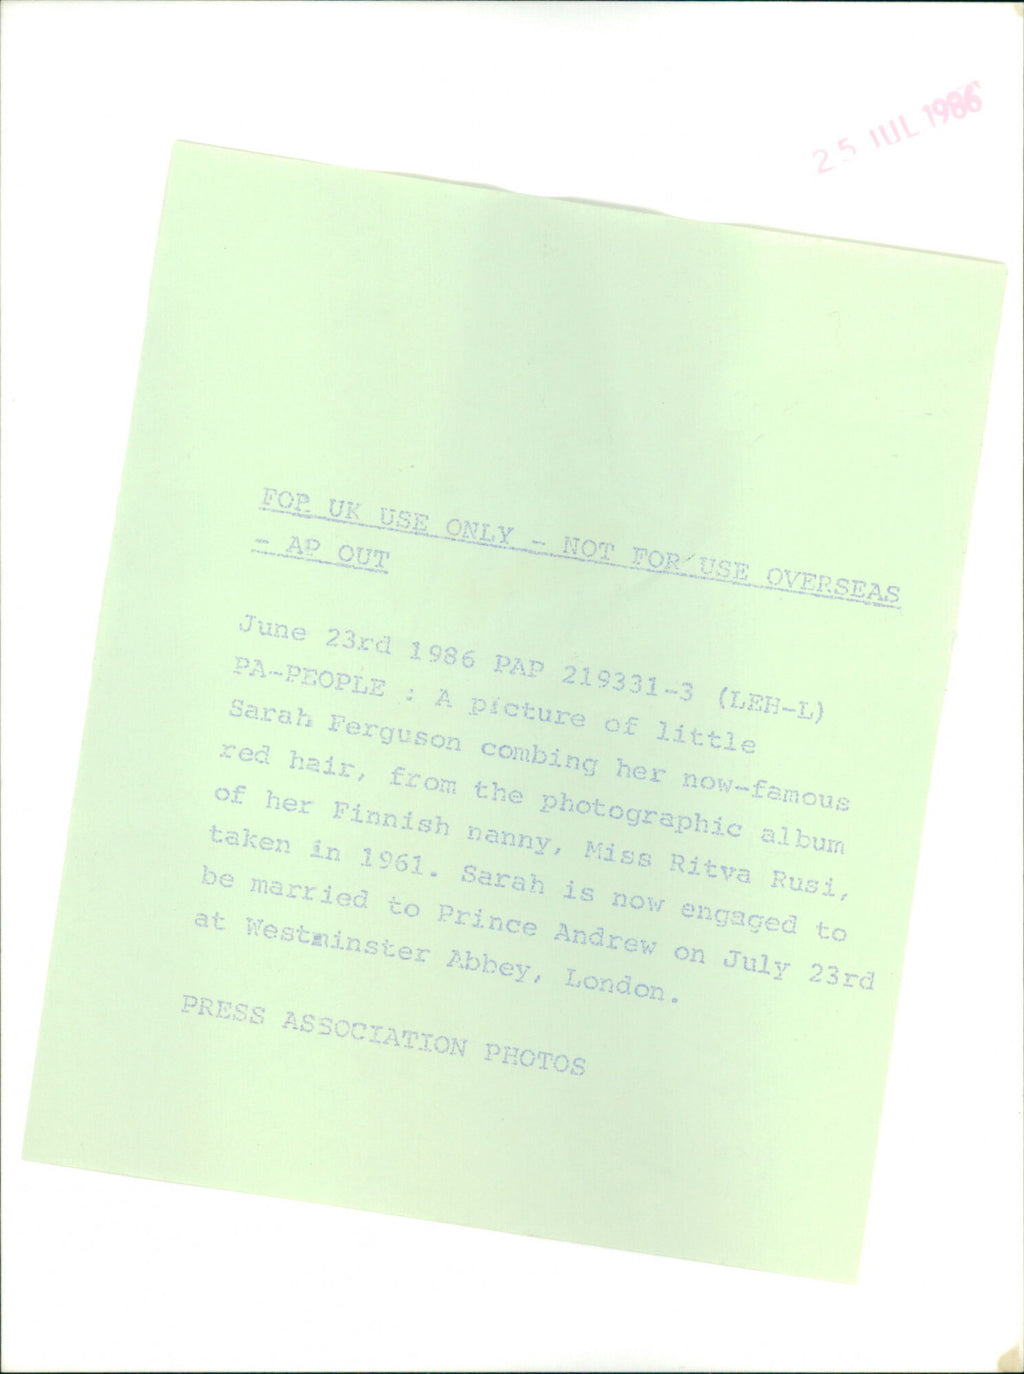 25 JUL 1986
FOR UK USE ONLY - NOT FOR USE OVERSEAS
- AP OUT
June 23rd 1986 PAP 219331-3 (LEH-L)
PA-PEOPLE : A picture of little
Sarah Ferguson combing her now-famous
red hair, from the photographic album
of her Finnish nanny, Miss Ritva Rusi,
taken in 1961. Sarah is now engaged to
be married to Prince Andrew on July 23rd
at Westminster Abbey, London.
PRESS ASSOCIATION PHOTOS